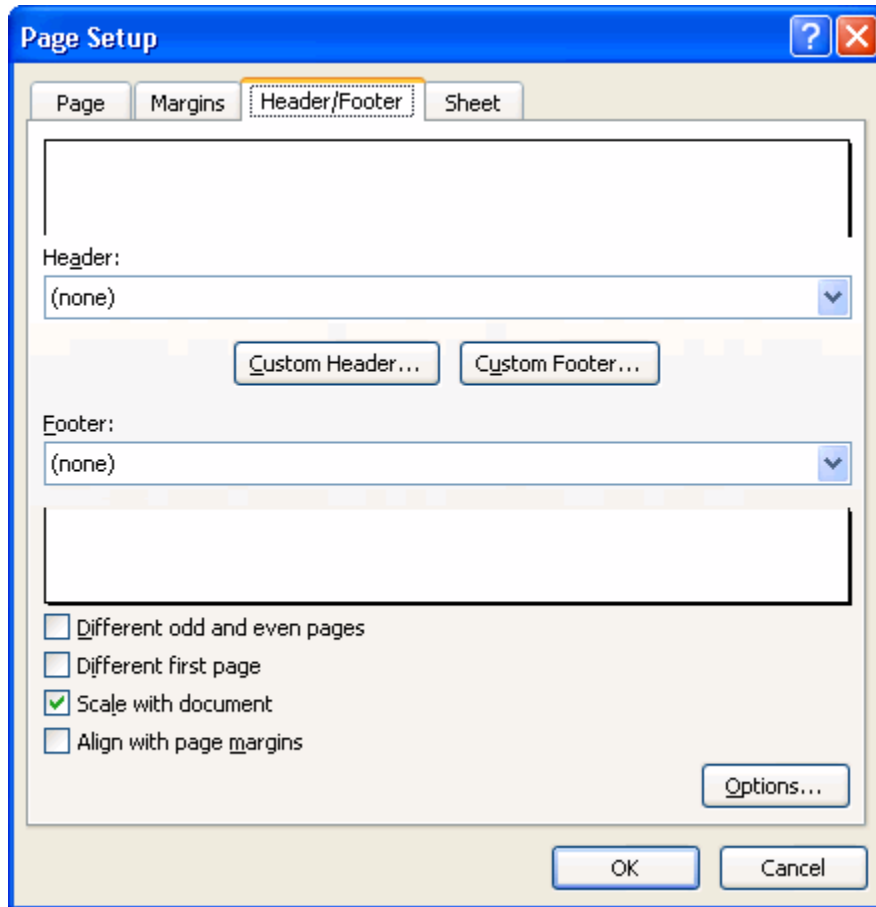 Page Setup
Page Margins Header/Footer Sheet
Header:
(none)
Custom Header... Custom Footer...
Footer:
(none)
Different odd and even pages
Different first page
Scale with document
Align with page margins
Options...
OK Cancel